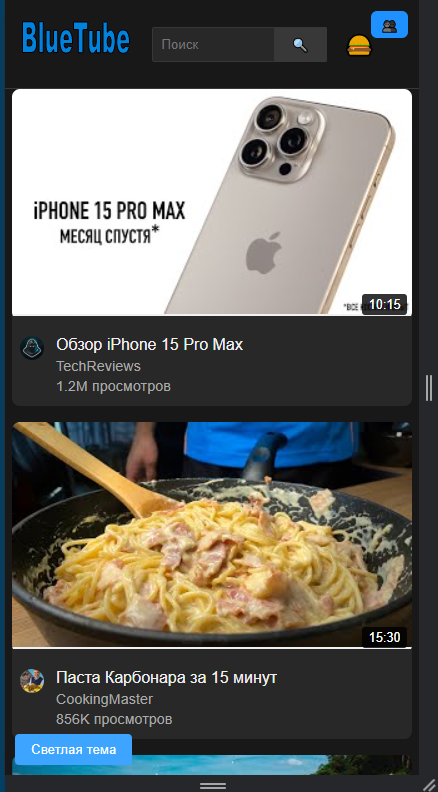 BlueTube
Поиск
iPHONE 15 PRO MAX
МЕСЯЦ СПУСТЯ*
*ВСЕ
10:15
Обзор iPhone 15 Pro Max
TechReviews
1.2M просмотров
15:30
Паста Карбонара за 15 минут
CookingMaster
856K просмотров
Светлая тема